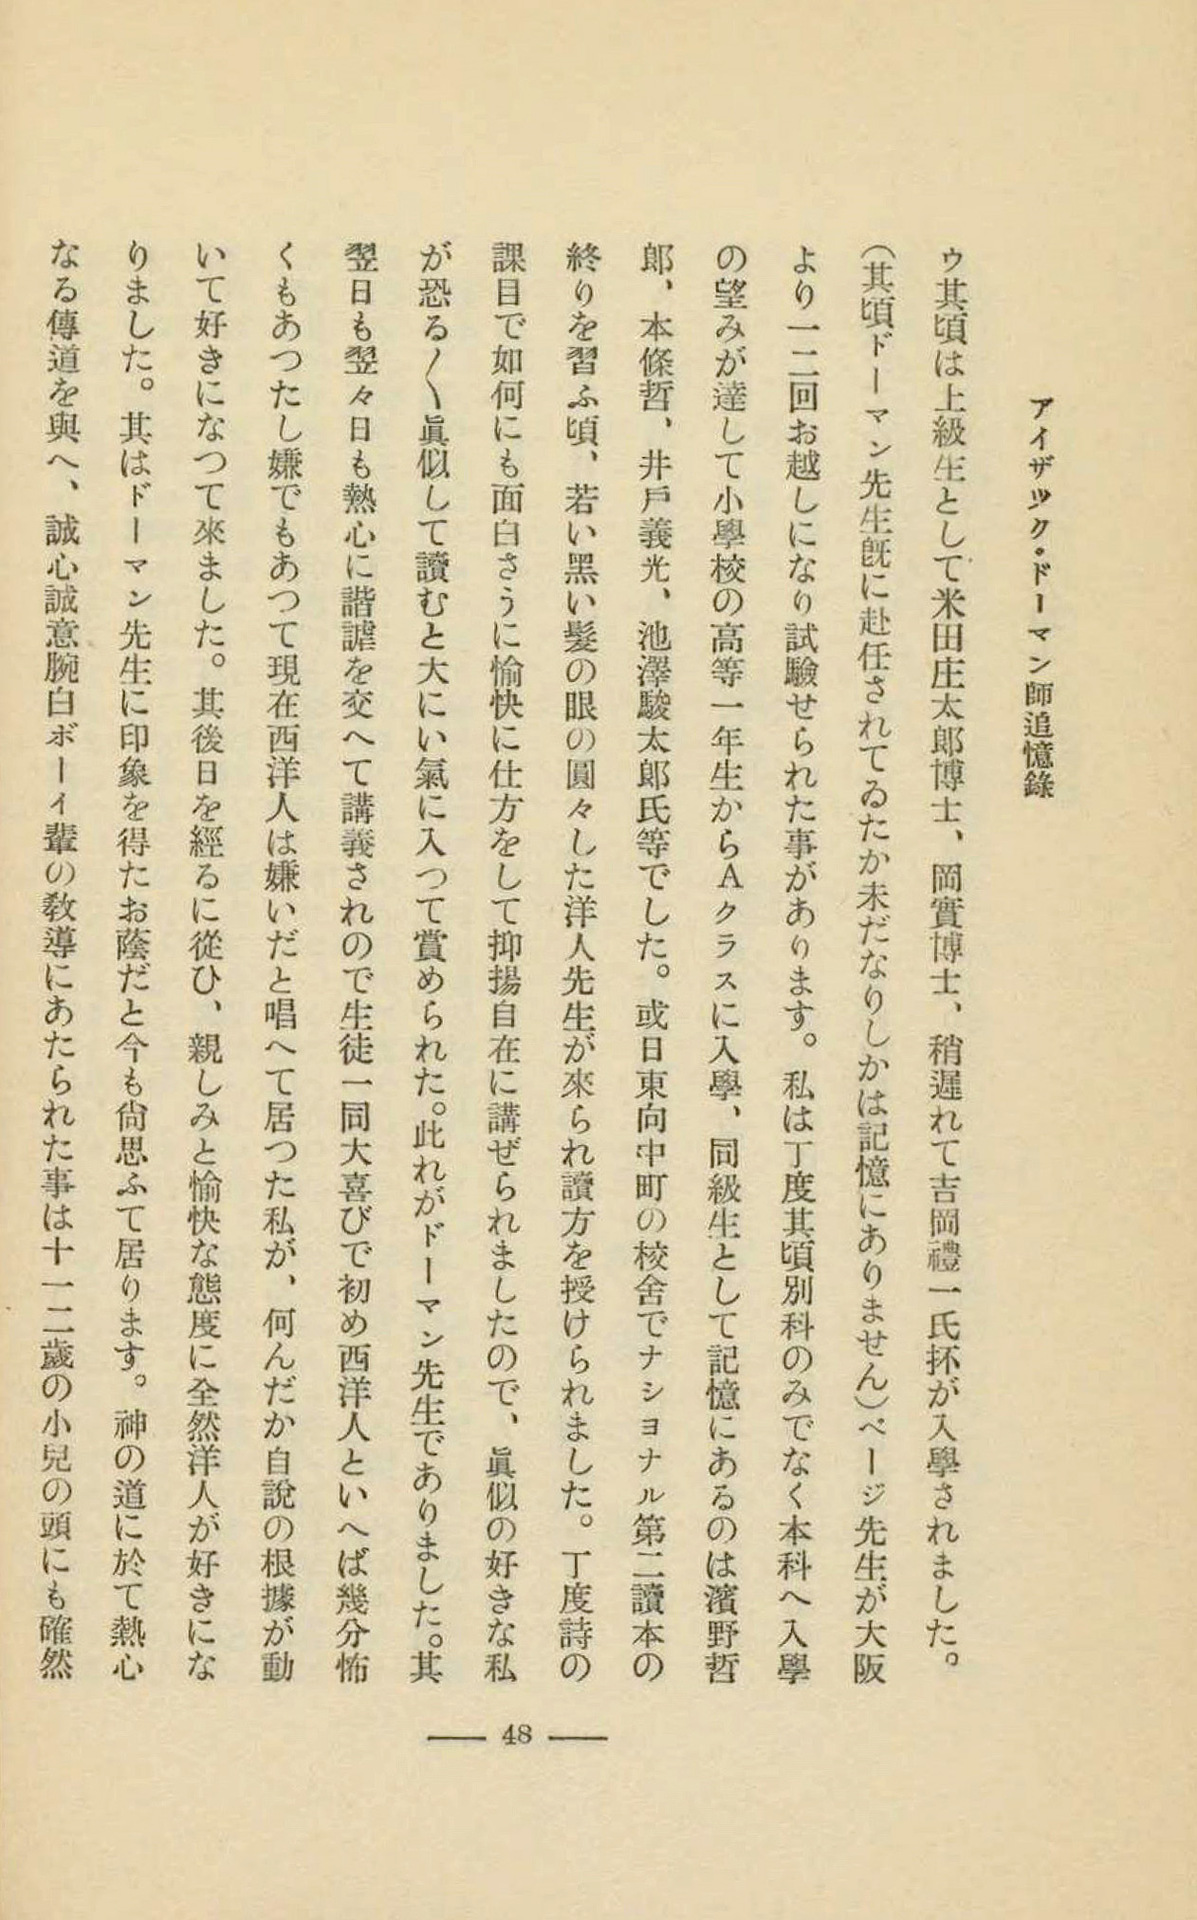 アイザック・ドーマン師追憶錄
ゥ其頃は上級生として米田庄太郎博士、岡實博士、稍遲れて吉岡禮一氏抔が入學されました。
（其頃ドーマン先生旣に赴任されてゐたか未だなりしかは記憶にありません）ページ先生が大阪
より一二回お越しになり試驗せられた事があります。私は丁度其頃別科のみでなく本科へ入學
の望みが達して小學校の高等一年生からＡクラスに入學、同級生として記憶にあるのは濱野哲
郎、本條哲、井戶義光、池澤駿太郎氏等でした。或日東向中町の校舍でナショナル第二讀本の
終りを習ふ頃、若い黑い髮の眼の圓々した洋人先生が來られ讀方を授けられました。丁度詩の
課目で如何にも面白さうに愉快に仕方をして抑揚自在に講ぜられましたので、眞似の好きな私
が恐る〱眞似して讀むと大にい氣に入つて賞められた。此れがドーマン先生でありました。其
翌日も翌々日も熱心に諧謔を交へて講義されので生徒一同大喜びで初め西洋人といへば幾分怖
くもあつたし嫌でもあつて現在西洋人は嫌いだと唱へて居つた私が、何んだか自說の根據が動
いて好きになつて來ました。其後日を經るに從ひ、親しみと愉快な態度に全然洋人が好きにな
りました。其はドーマン先生に印象を得たお蔭だと今も尙思ふて居ります。神の道に於て熱心
なる傳道を與へ、誠心誠意腕白ボーイ輩の敎導にあたられた事は十一二歲の小兒の頭にも確然
48